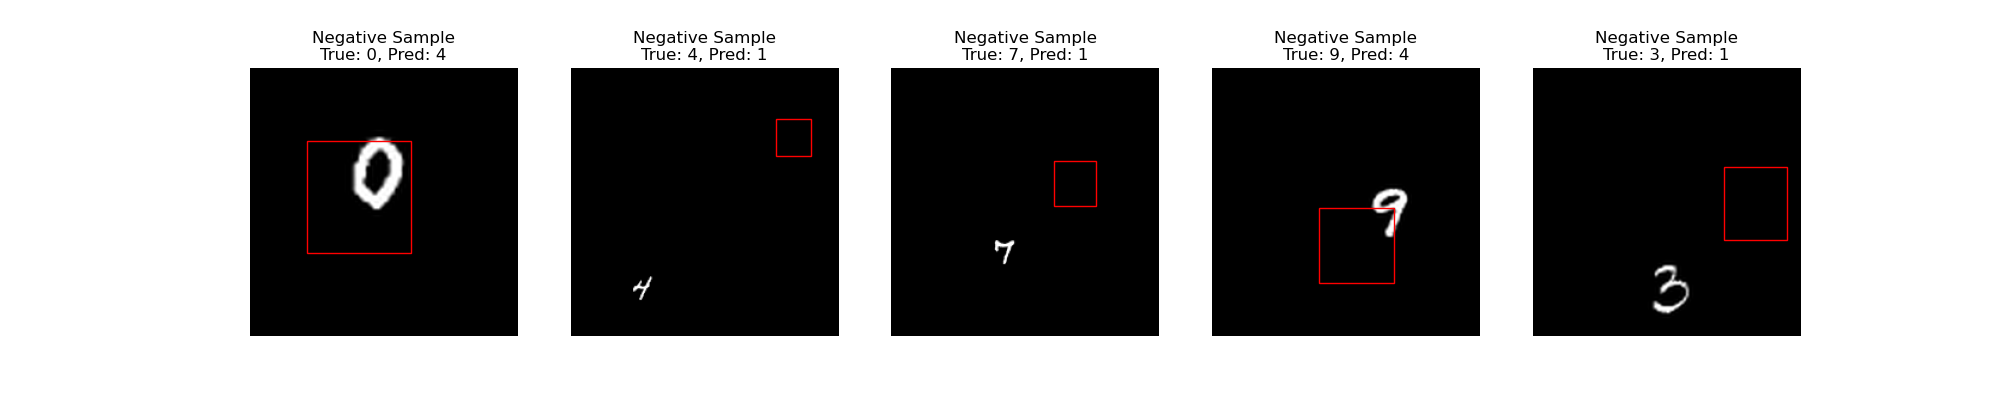 Negative Sample
True: 0, Pred: 4
Negative Sample
True: 4, Pred: 1
Negative Sample
True: 7, Pred: 1
Negative Sample
True: 9, Pred: 4
Negative Sample
True: 3, Pred: 1
0
4
7
9
3